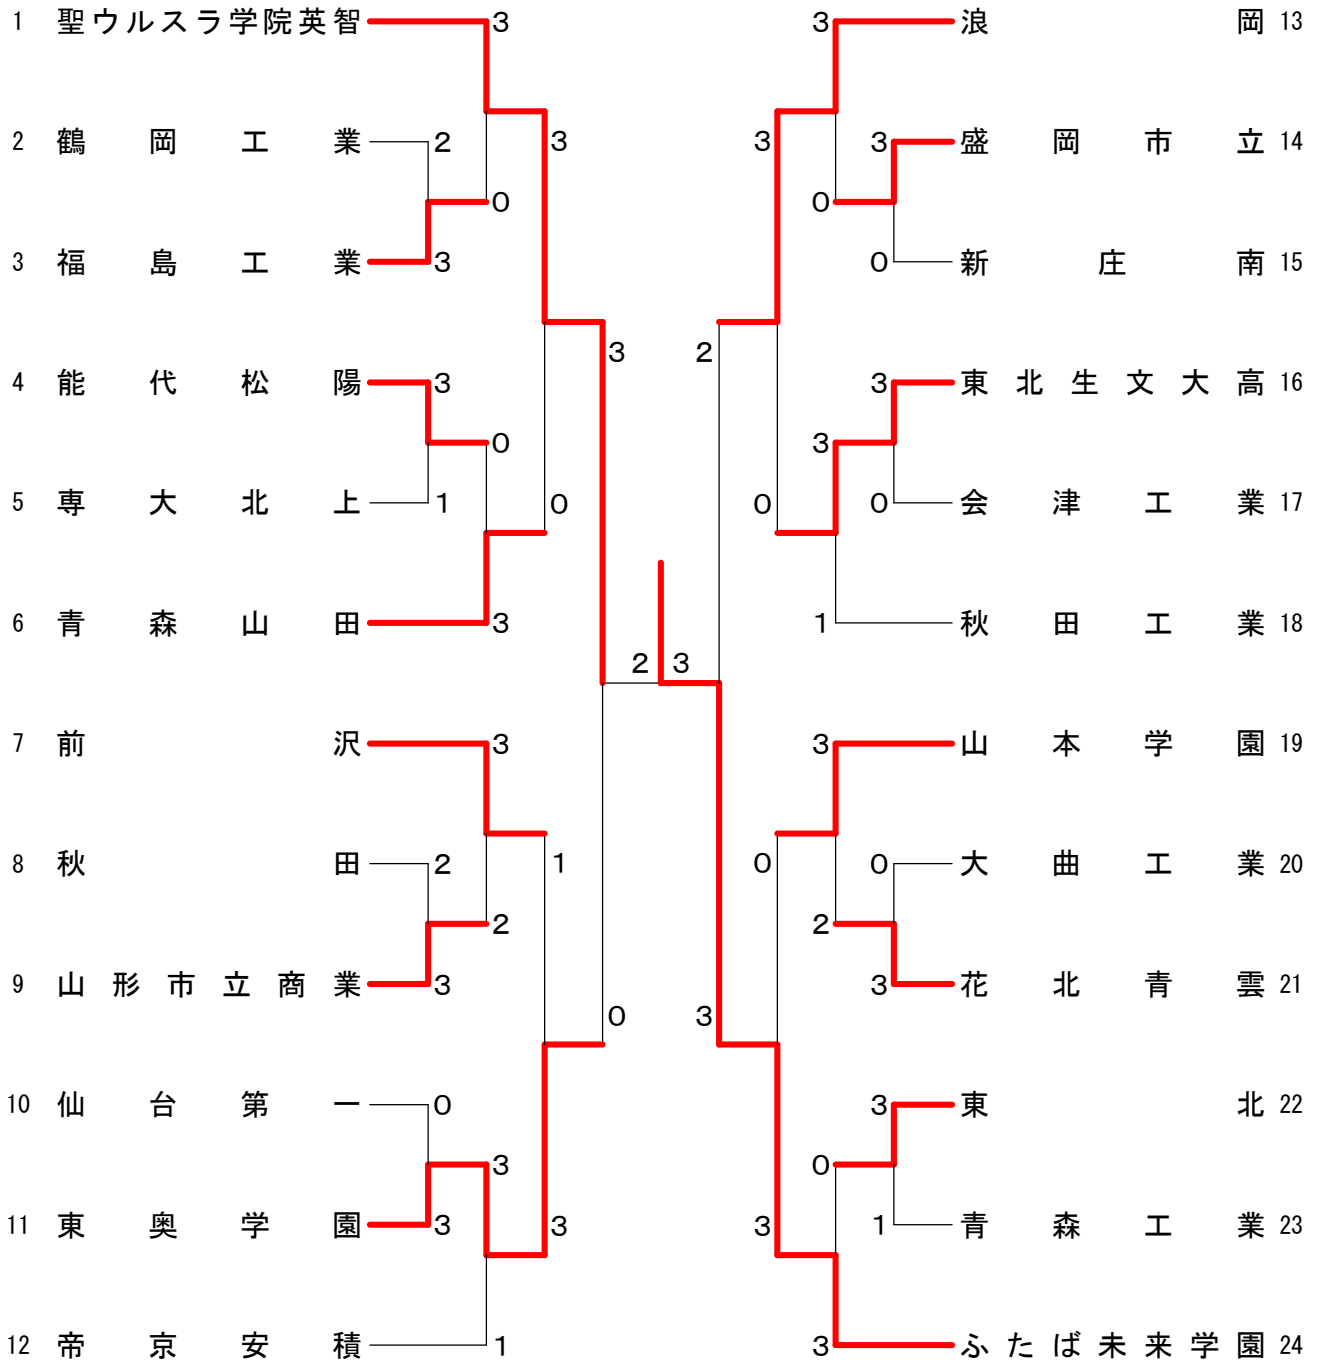 1 聖ウルスラ学院英智 3 3 浪岡 13
2 鶴岡工業 2 3 3 3 盛岡市立 14
0 0
3 福島工業 3 0 新庄南 15
3 2
4 能代松陽 3 3 東北生文大高 16
0 3
5 専大北上 1 0 0 0 会津工業 17
6 青森山田 3 1 秋田工業 18
2 3
7 前沢 3 3 山本学園 19
8 秋田 2 1 0 0 大曲工業 20
2 2
9 山形市立商業 3 3 花北青雲 21
0 3
10 仙台第一 0 3 東北 22
3 0
11 東奥学園 3 3 3 1 青森工業 23
12 帝京安積 1 3 ふたば未来学園 24